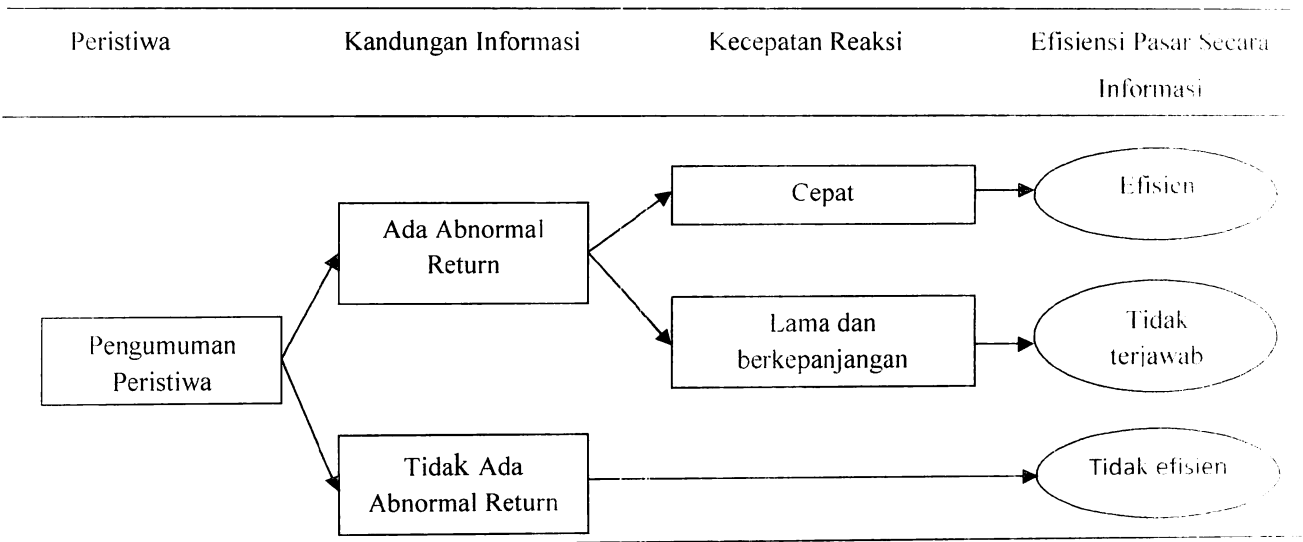 Peristiwa
Kandungan Informasi
Kecepatan Reaksi
Efisiensi Pasar Secara
Informasi
Cepat
Efisien
Ada Abnormal
Return
Pengumuman
Peristiwa
Lama dan
berkepanjangan
Tidak
terjawab
Tidak Ada
Abnormal Return
Tidak efisien